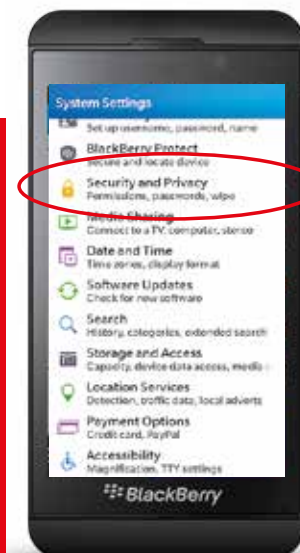 System Settings
Set up username, password, name
BlackBerry Protect
Secure and locate device
Security and Privacy
Permissions, passwords, wipe
Media Sharing
Connect to a TV, computer, stereo
Date and Time
Time zones, display format
Software Updates
Check for new software
Search
History, categories, extended search
Storage and Access
Capacity, device data access, media
Location Services
Detection, traffic data, local adverts
Payment Options
Credit card, PayPal
Accessibility
Magnification, TTY settings
BlackBerry